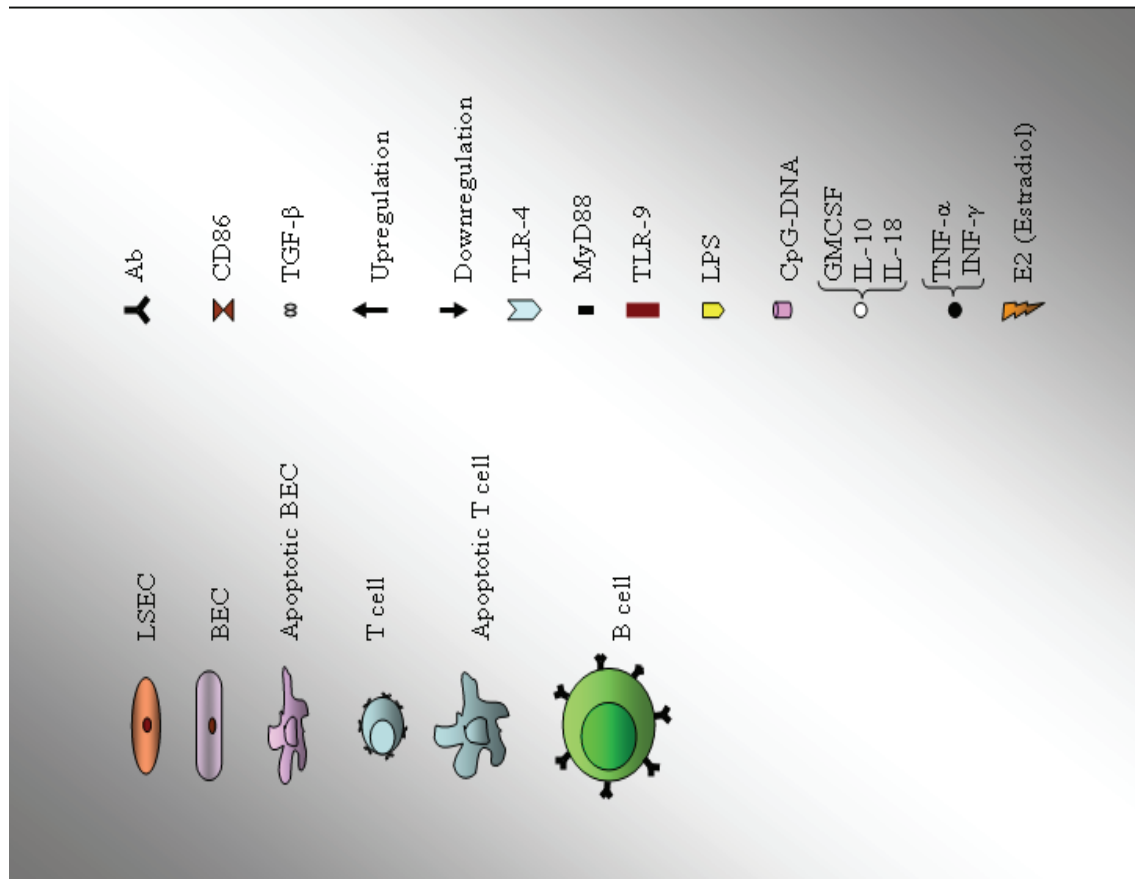 LSEC
BEC
Apoptotic BEC
T cell
Apoptotic T cell
B cell
Ab
CD86
TGF-β
Upregulation
Downregulation
TLR-4
MyD88
TLR-9
LPS
CpG-DNA
GMCSF
IL-10
IL-18
TNF-α
INF-γ
E2 (Estradiol)